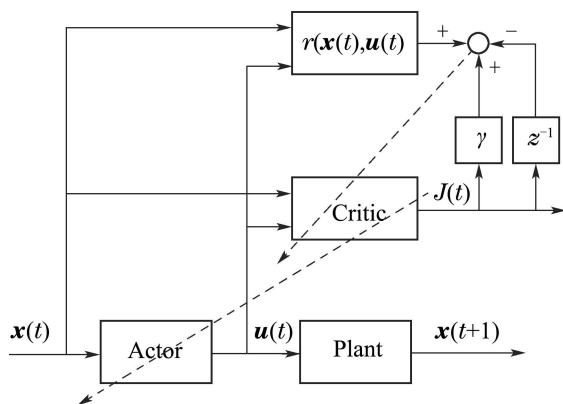 r(x(t),u(t)
+
−
+
γ
z⁻¹
J(t)
Critic
x(t)
Actor
u(t)
Plant
x(t+1)